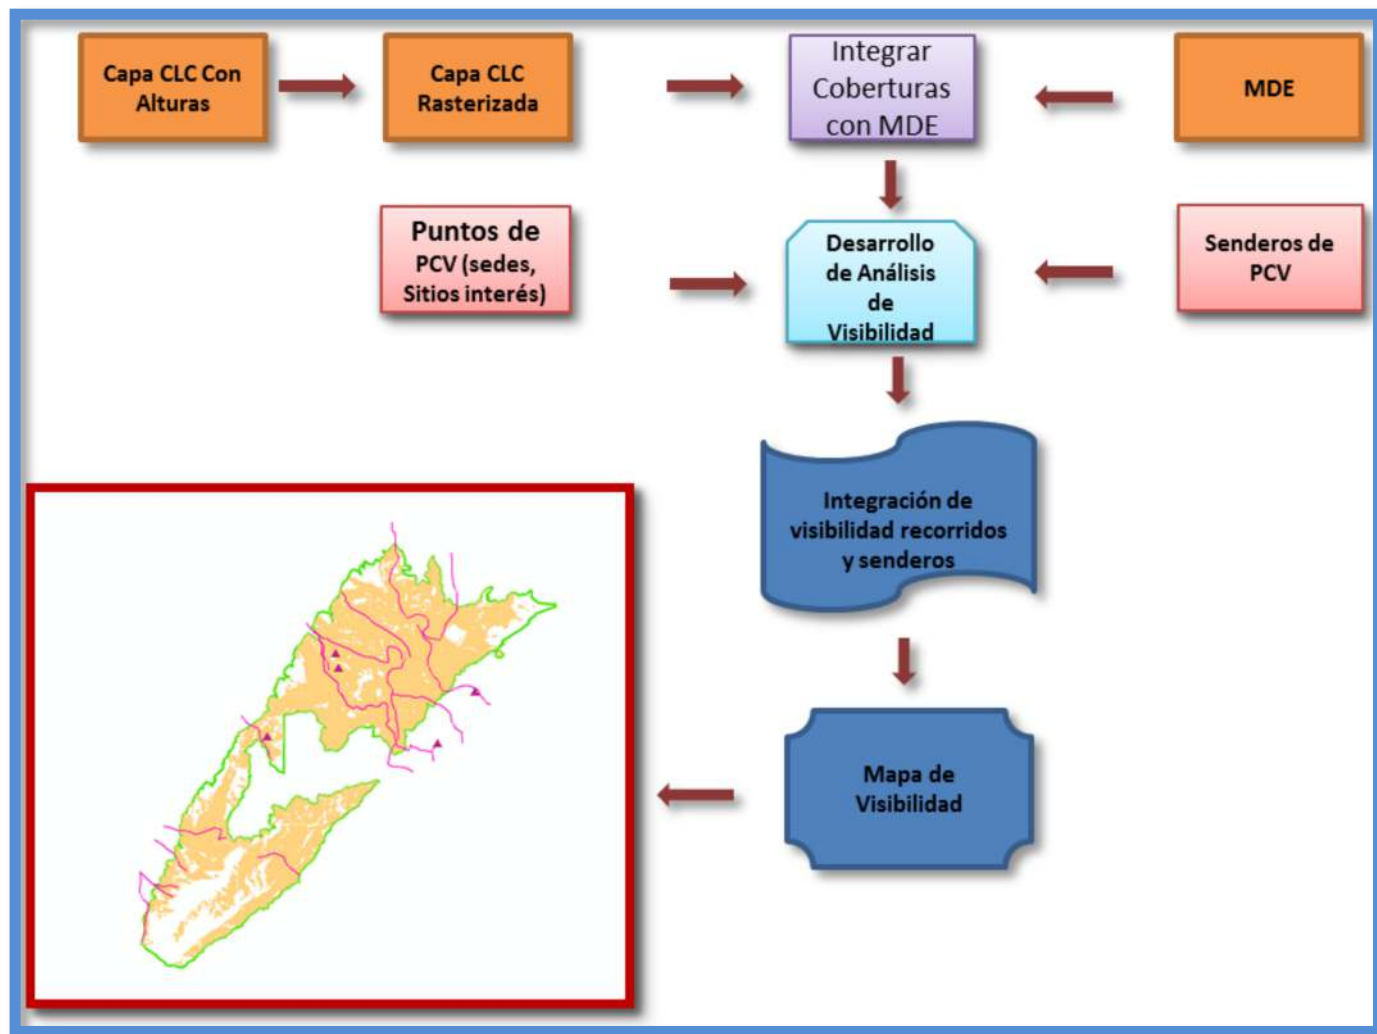 Capa CLC Con
Alturas
Capa CLC
Rasterizada
Integrar
Coberturas
con MDE
MDE
Puntos de
PCV (sedes,
Sitios interés)
Desarrollo
de Análisis
de
Visibilidad
Senderos de
PCV
Integración de
visibilidad recorridos
y senderos
Mapa de
Visibilidad